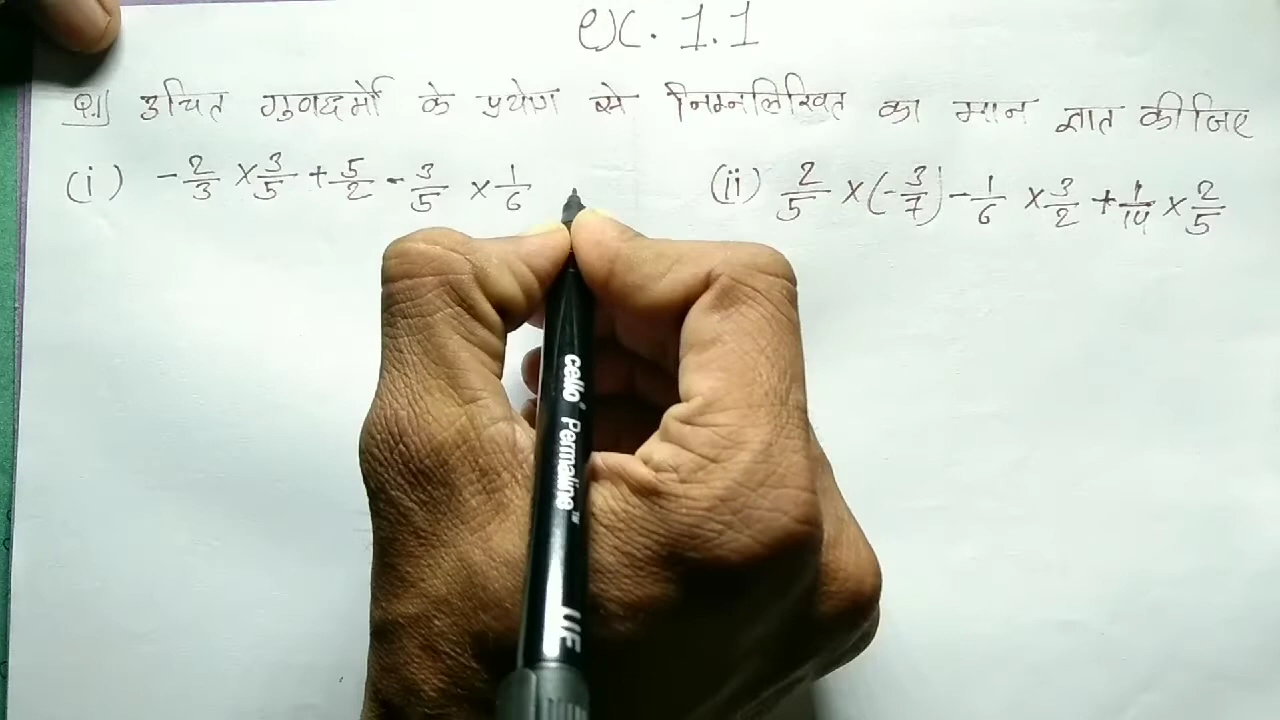 ex. 1.1
Q1] उचित गुणधर्मो के प्रयोग से निम्नलिखित का मान ज्ञात कीजिए
(i) -2/3 × 3/5 + 5/2 - 3/5 × 1/6
(ii) 2/5 × (-3/7) - 1/6 × 3/2 + 1/14 × 2/5
cello Permaline™